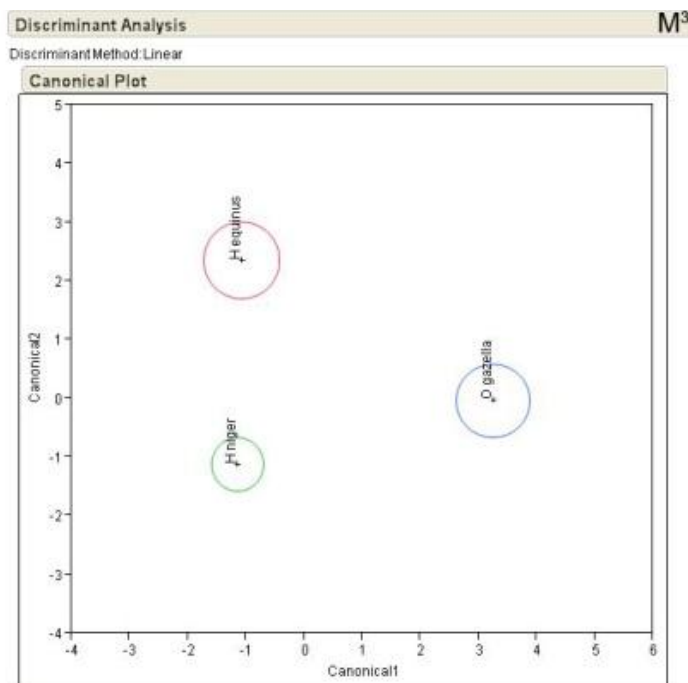 Discriminant Analysis M³
Discriminant Method: Linear
Canonical Plot
5
4
3
2
1
0
-1
-2
-3
-4
Canonical2
H equinus
O gazella
H niger
-4 -3 -2 -1 0 1 2 3 4 5 6
Canonical1